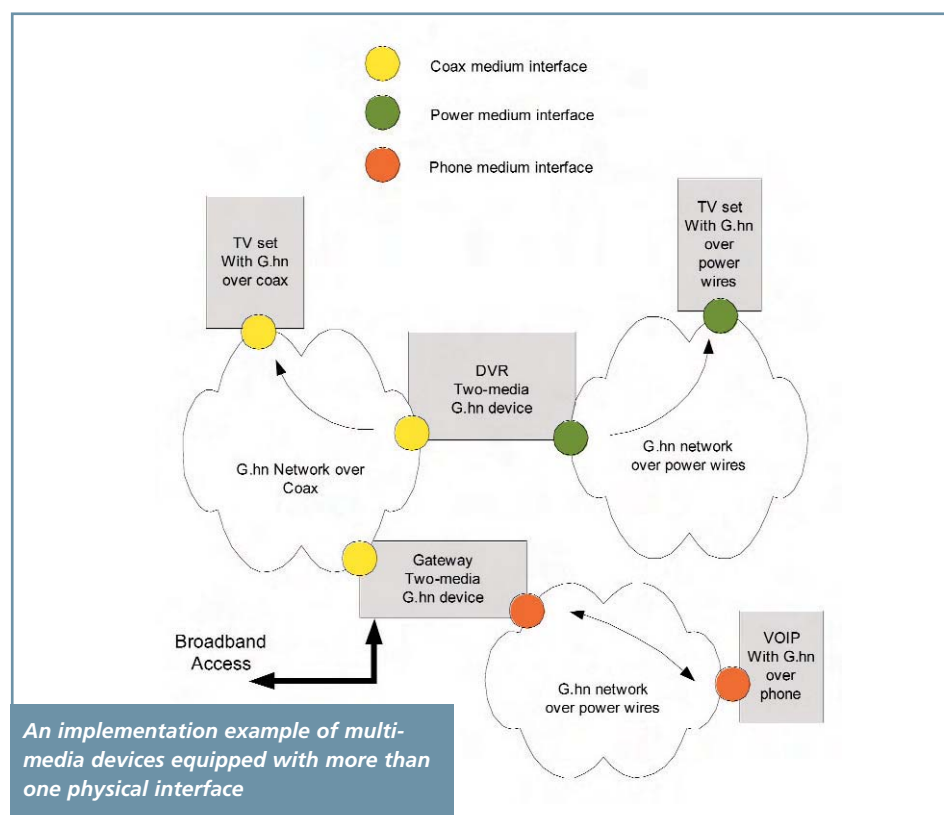 Coax medium interface
Power medium interface
Phone medium interface
TV set
With G.hn
over coax
TV set
With G.hn
over
power
wires
DVR
Two-media
G.hn device
G.hn Network over
Coax
G.hn network
over power wires
Gateway
Two-media
G.hn device
Broadband
Access
G.hn network
over power wires
VOIP
With G.hn
over
phone
An implementation example of multi-
media devices equipped with more than
one physical interface